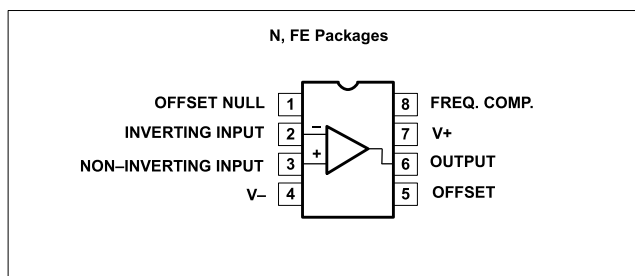 N, FE Packages
OFFSET NULL 1 8 FREQ. COMP.
INVERTING INPUT 2 – 7 V+
NON–INVERTING INPUT 3 + 6 OUTPUT
V– 4 5 OFFSET